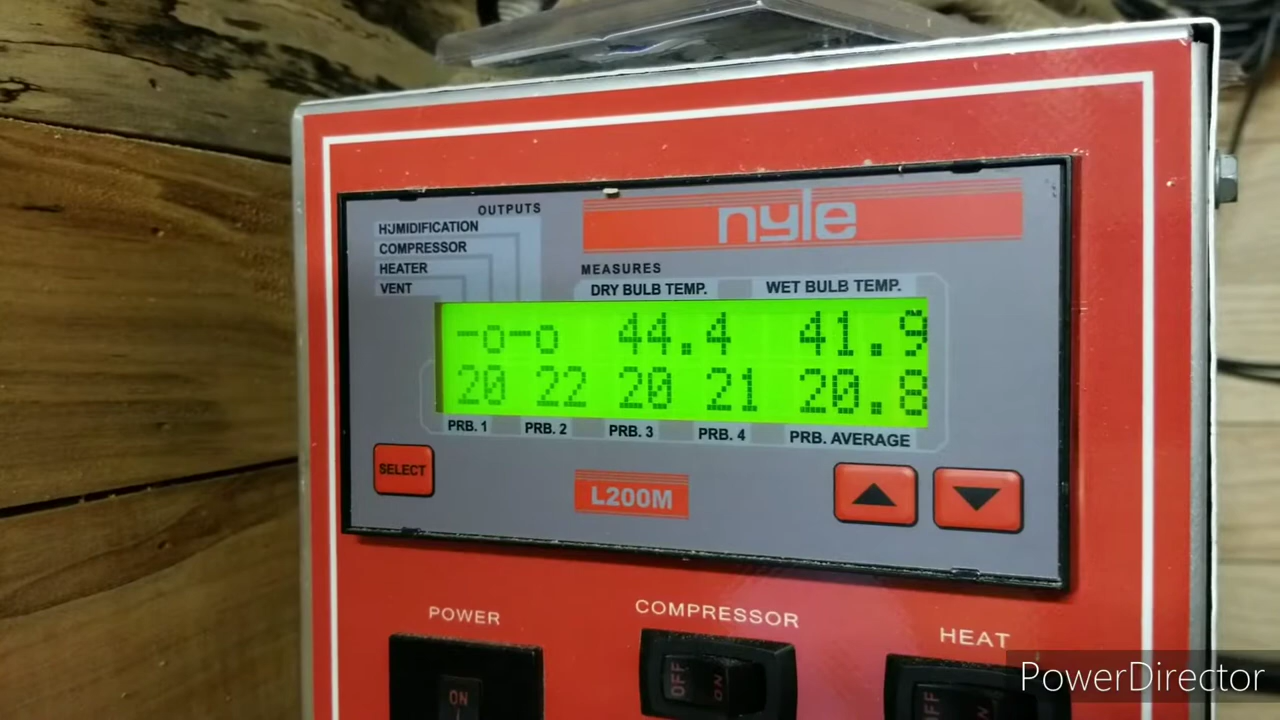 OUTPUTS
HUMIDIFICATION
COMPRESSOR
HEATER
VENT
nyle
MEASURES
DRY BULB TEMP. WET BULB TEMP.
-o-o 44.4 41.9
20 22 20 21 20.8
PRB. 1 PRB. 2 PRB. 3 PRB. 4 PRB. AVERAGE
SELECT
L200M
POWER COMPRESSOR HEAT
ON OFF ON OFF ON
PowerDirector